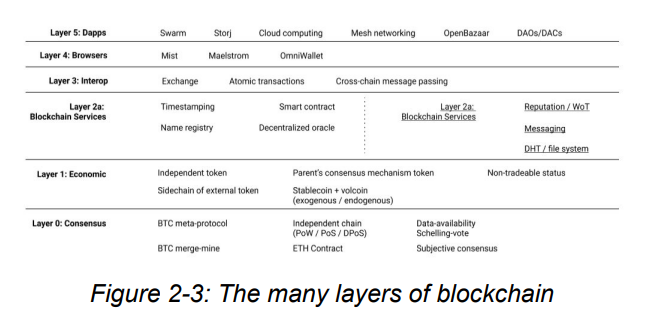 Layer 5: Dapps Swarm Storj Cloud computing Mesh networking OpenBazaar DAOs/DACs
Layer 4: Browsers Mist Maelstrom OmniWallet
Layer 3: Interop Exchange Atomic transactions Cross-chain message passing
Layer 2a: Blockchain Services Timestamping Smart contract Layer 2a: Blockchain Services Reputation / WoT
Name registry Decentralized oracle Messaging
DHT / file system
Layer 1: Economic Independent token Parent's consensus mechanism token Non-tradeable status
Sidechain of external token Stablecoin + volcoin
(exogenous / endogenous)
Layer 0: Consensus BTC meta-protocol Independent chain Data-availability
(PoW / PoS / DPoS) Schelling-vote
BTC merge-mine ETH Contract Subjective consensus
Figure 2-3: The many layers of blockchain